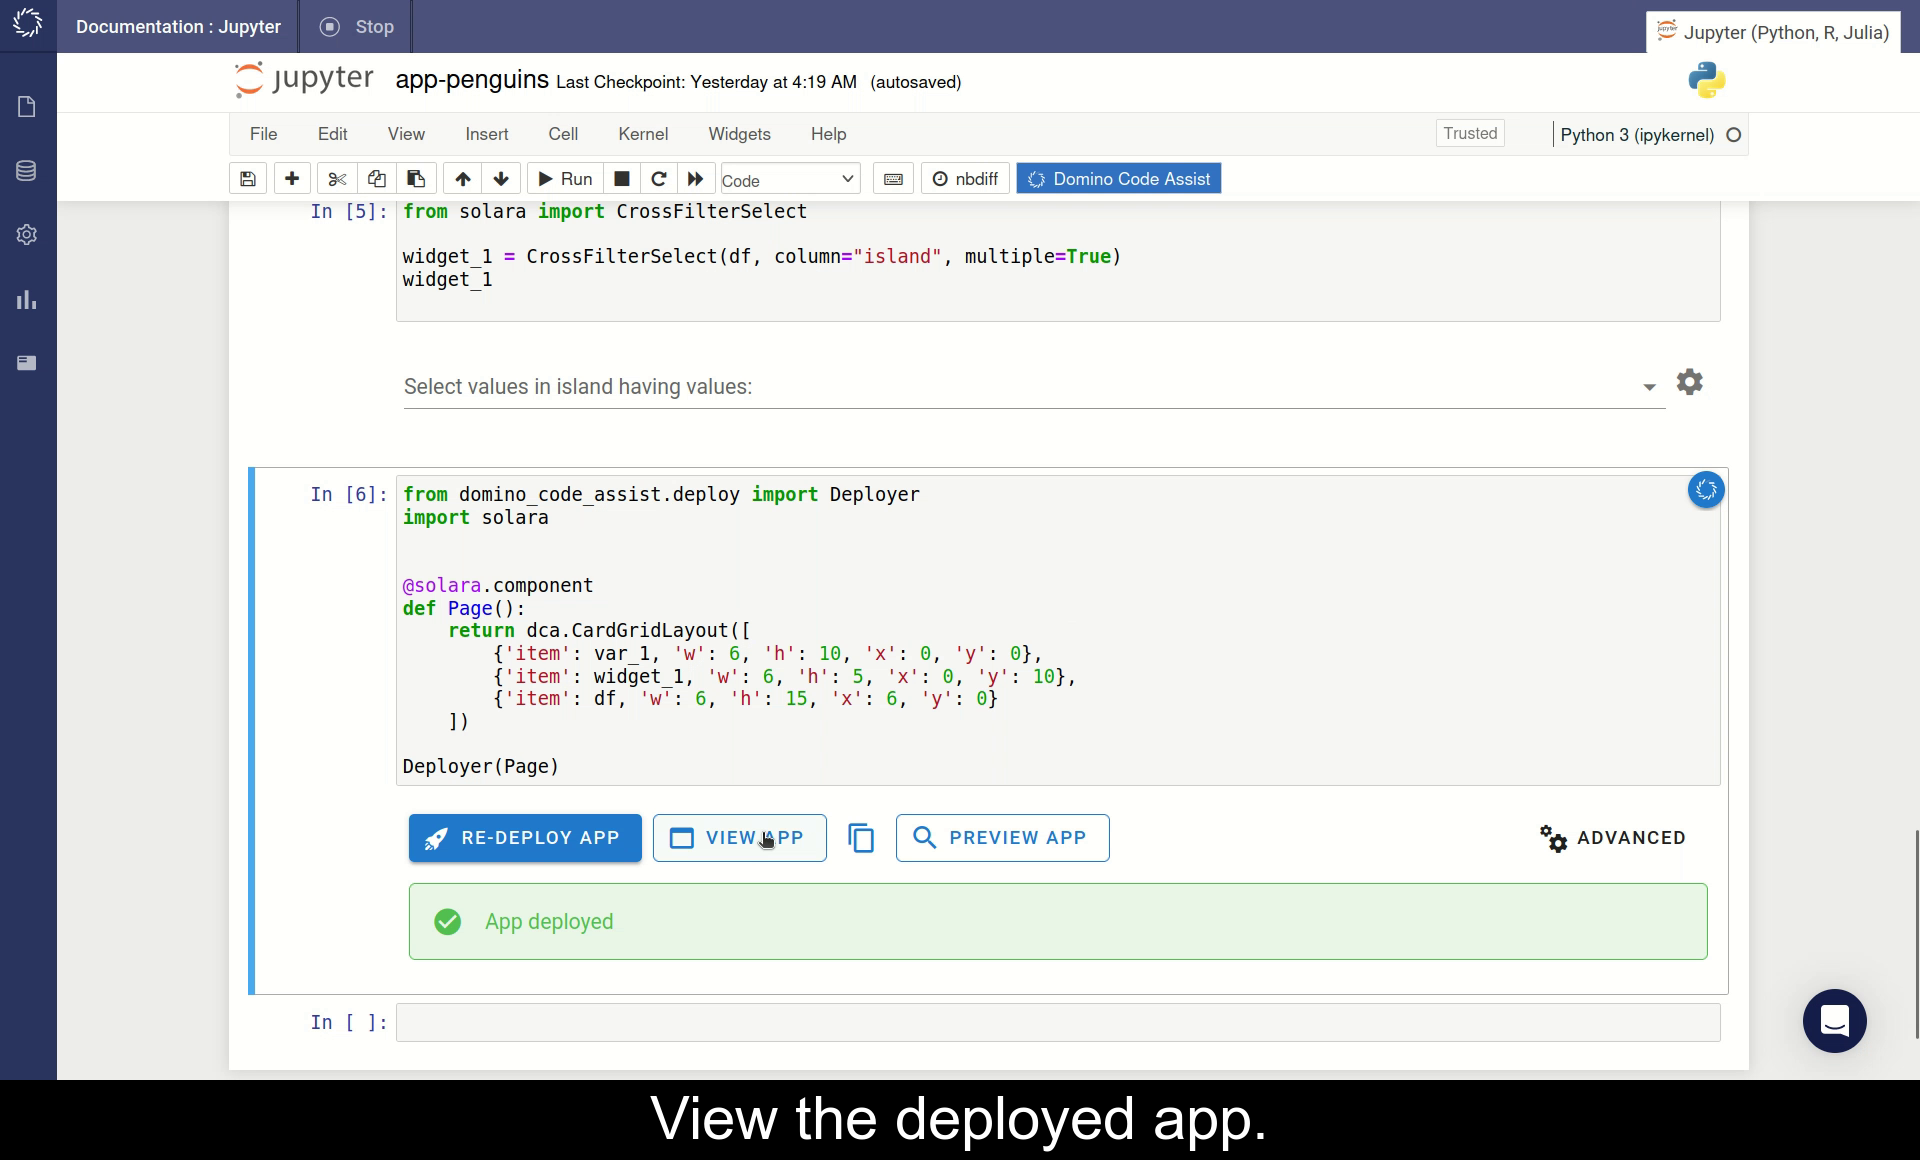 Documentation : Jupyter
Stop
Jupyter (Python, R, Julia)
jupyter app-penguins Last Checkpoint: Yesterday at 4:19 AM (autosaved)
File Edit View Insert Cell Kernel Widgets Help
Trusted
Python 3 (ipykernel)
Run
Code
nbdiff
Domino Code Assist
In [5]: from solara import CrossFilterSelect
widget_1 = CrossFilterSelect(df, column="island", multiple=True)
widget_1
Select values in island having values:
In [6]: from domino_code_assist.deploy import Deployer
import solara
@solara.component
def Page():
    return dca.CardGridLayout([
        {'item': var_1, 'w': 6, 'h': 10, 'x': 0, 'y': 0},
        {'item': widget_1, 'w': 6, 'h': 5, 'x': 0, 'y': 10},
        {'item': df, 'w': 6, 'h': 15, 'x': 6, 'y': 0}
    ])
Deployer(Page)
RE-DEPLOY APP
VIEW APP
PREVIEW APP
ADVANCED
App deployed
In [ ]:
View the deployed app.